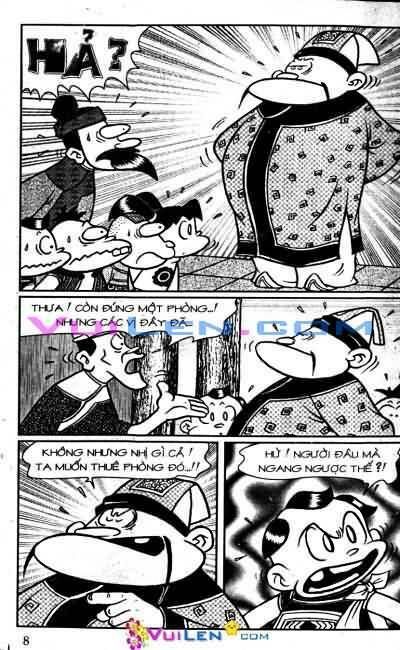 HẢ?
THƯA! CÒN ĐÚNG MỘT PHÒNG...!
NHƯNG CÁC VỊ ĐÂY ĐÃ...
VUILEN.COM
KHÔNG NHƯNG NHỊ GÌ CẢ!
TA MUỐN THUÊ PHÒNG ĐÓ...!!
HỪ! NGƯỜI ĐÂU MÀ
NGANG NGƯỢC THẾ?!
8
VUILEN.COM